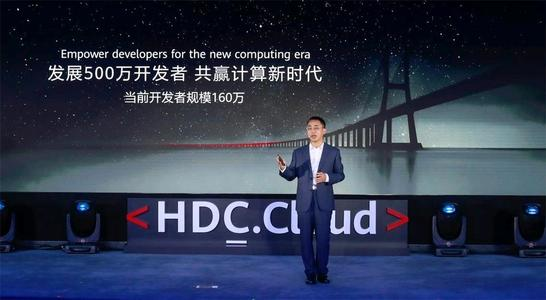 Empower developers for the new computing era
发展500万开发者 共赢计算新时代
当前开发者规模160万
<HDC.Cloud>